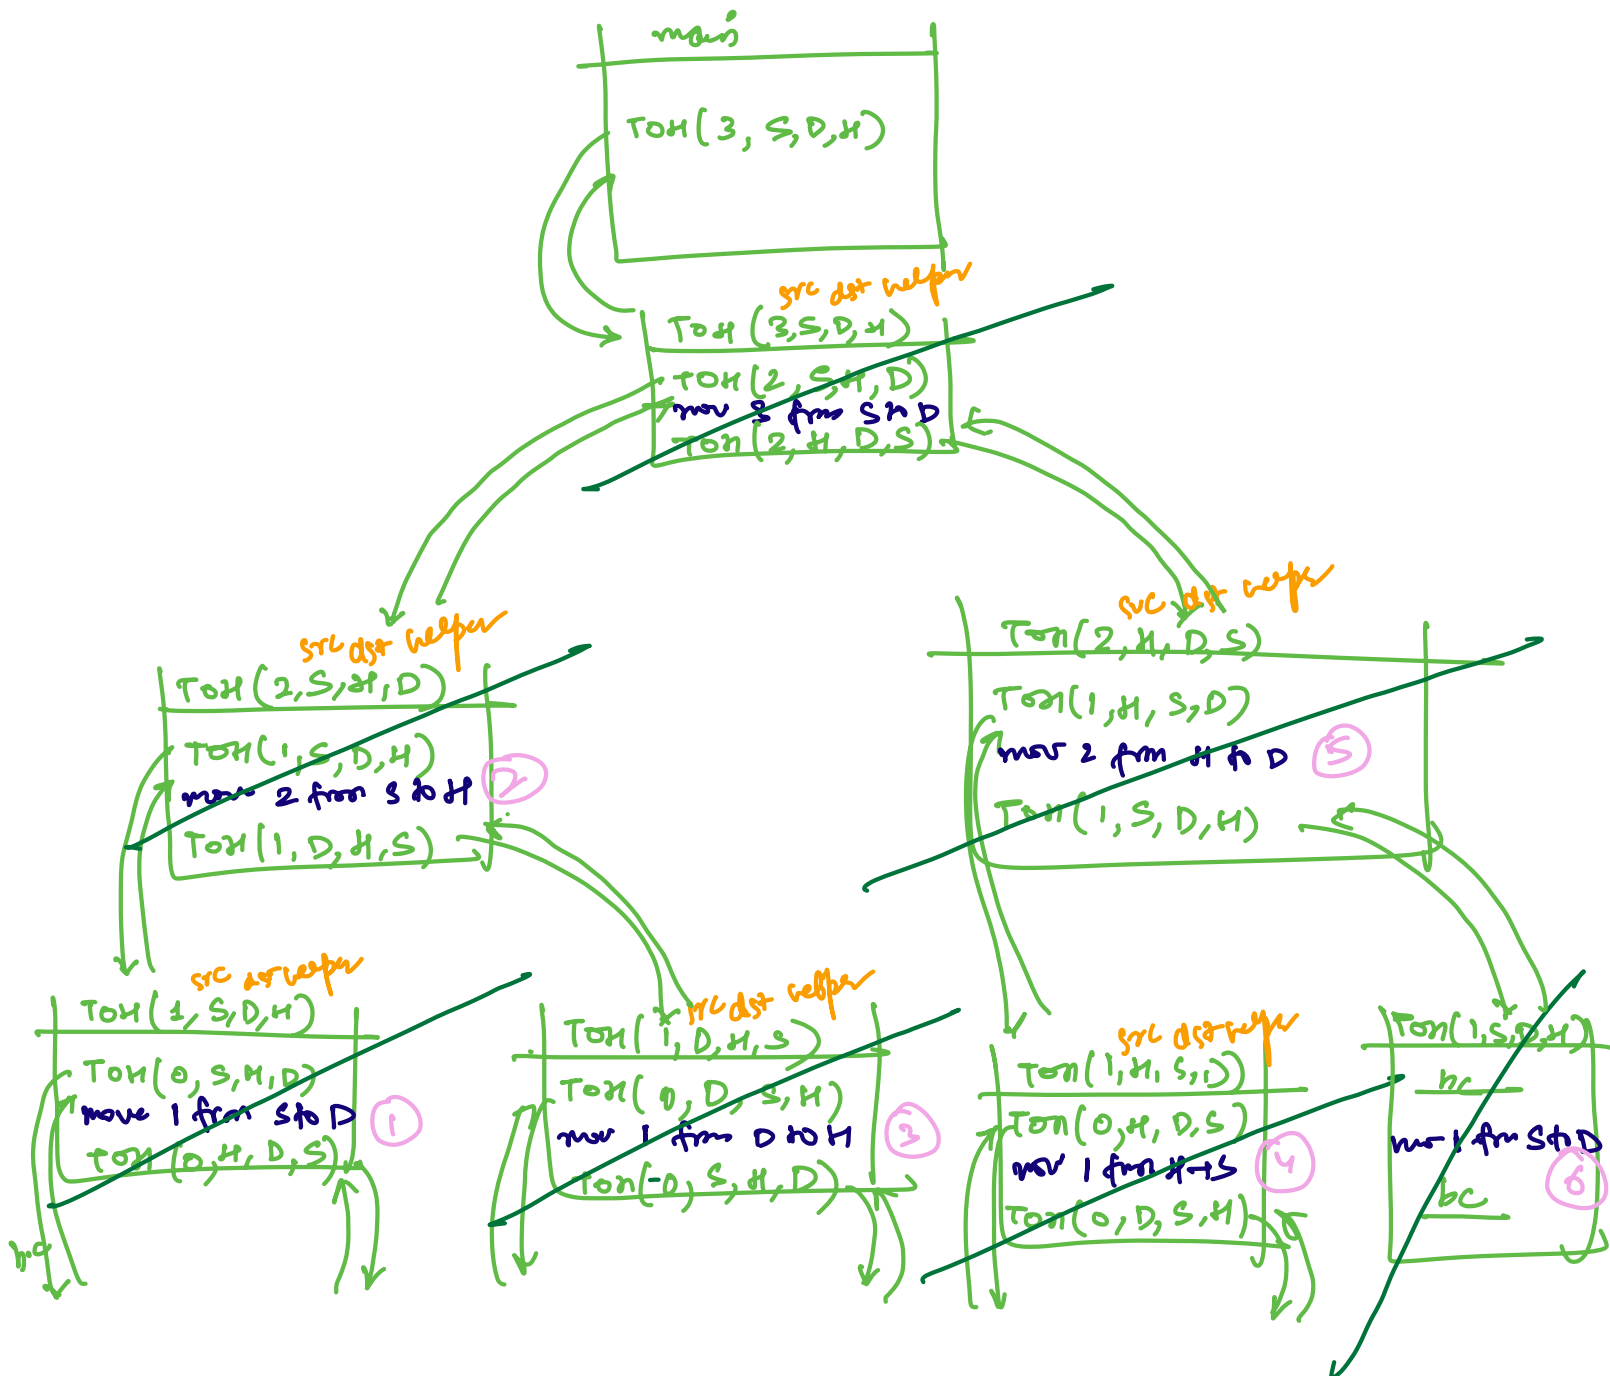 main
TOH(3, S,D,H)
src dst helper
TOH(3,S,D,H)
TOH(2, S,H,D)
mov 3 from S to D
TOH(2, H, D, S)
src dst helper
TOH(2,S,H,D)
TOH(1,S,D,H)
move 2 from S to H
2
TOH(1,D,H,S)
src dst helper
TOH(2,H,D,S)
TOH(1,H,S,D)
mov 2 from H to D
5
TOH(1,S,D,H)
src dst helper
TOH(1,S,D,H)
TOH(0,S,H,D)
move 1 from S to D
1
TOH(0,H,D,S)
b.c
src dst helper
TOH(1,D,H,S)
TOH(0,D,S,H)
mov 1 from D to H
3
TOH(0,S,H,D)
src dst helper
TOH(1,H,S,D)
TOH(0,H,D,S)
mov 1 from H→S
4
TOH(0,D,S,H)
TOH(1,S,D,H)
bc
mov 1 from S to D
6
bc